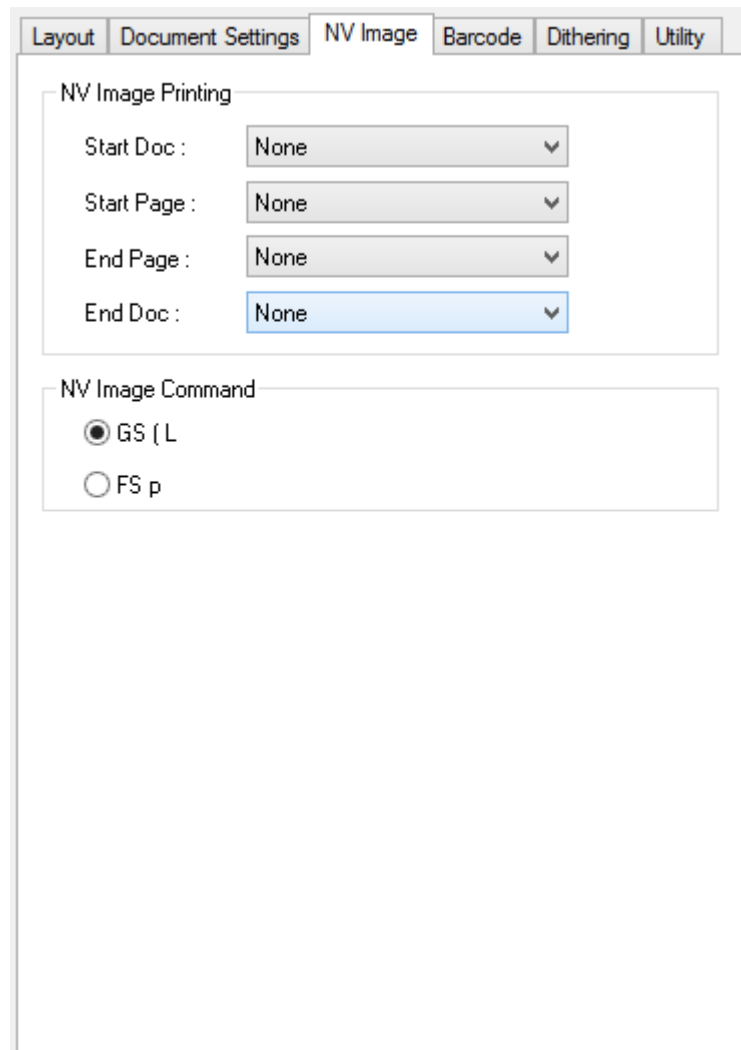 Layout Document Settings NV Image Barcode Dithering Utility
NV Image Printing
Start Doc : None
Start Page : None
End Page : None
End Doc : None
NV Image Command
GS ( L
FS p